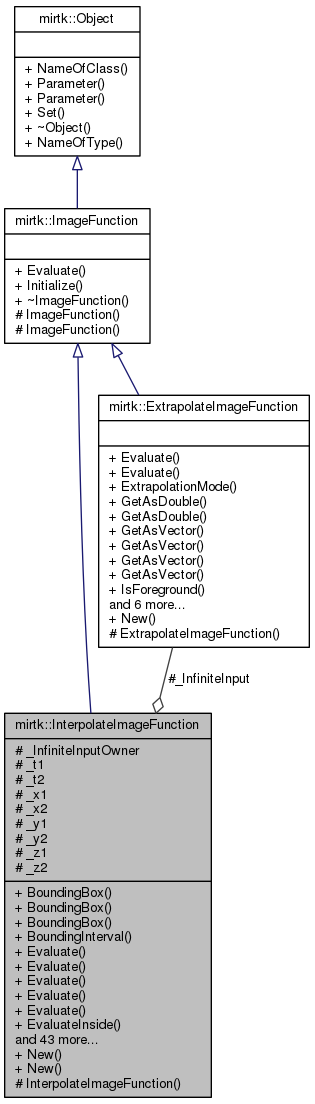 mirtk::Object
+ NameOfClass()
+ Parameter()
+ Parameter()
+ Set()
+ ~Object()
+ NameOfType()
mirtk::ImageFunction
+ Evaluate()
+ Initialize()
+ ~ImageFunction()
# ImageFunction()
# ImageFunction()
mirtk::ExtrapolateImageFunction
+ Evaluate()
+ Evaluate()
+ ExtrapolationMode()
+ GetAsDouble()
+ GetAsDouble()
+ GetAsVector()
+ GetAsVector()
+ GetAsVector()
+ GetAsVector()
+ IsForeground()
and 6 more...
+ New()
# ExtrapolateImageFunction()
#_InfiniteInput
mirtk::InterpolateImageFunction
# _InfiniteInputOwner
# _t1
# _t2
# _x1
# _x2
# _y1
# _y2
# _z1
# _z2
+ BoundingBox()
+ BoundingBox()
+ BoundingBox()
+ BoundingInterval()
+ Evaluate()
+ Evaluate()
+ Evaluate()
+ Evaluate()
+ Evaluate()
+ EvaluateInside()
and 43 more...
+ New()
+ New()
# InterpolateImageFunction()